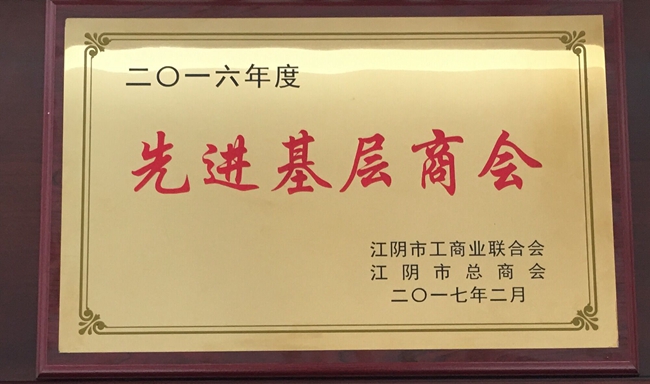 二〇一六年度
先进基层商会
江阴市工商业联合会
江阴市总商会
二〇一七年二月